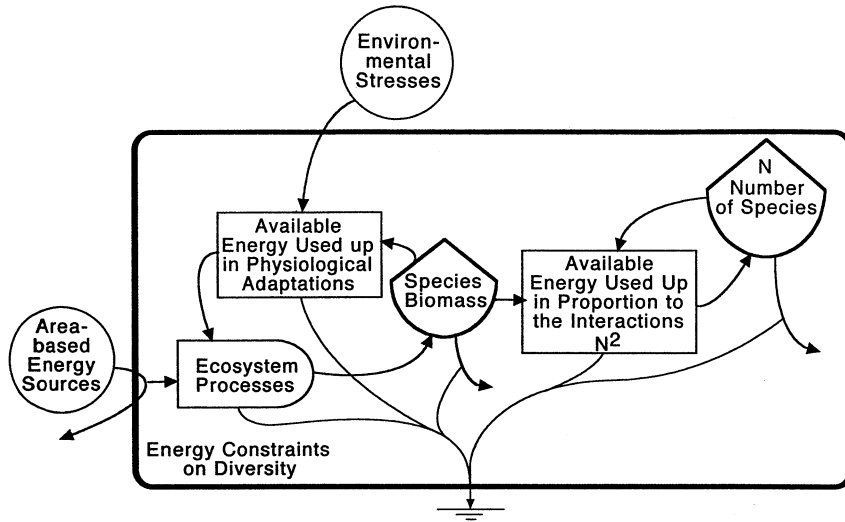 Environ-
mental
Stresses
N
Number
of Species
Available
Energy Used up
in Physiological
Adaptations
Species
Biomass
Available
Energy Used Up
in Proportion to
the Interactions
N²
Area-
based
Energy
Sources
Ecosystem
Processes
Energy Constraints
on Diversity